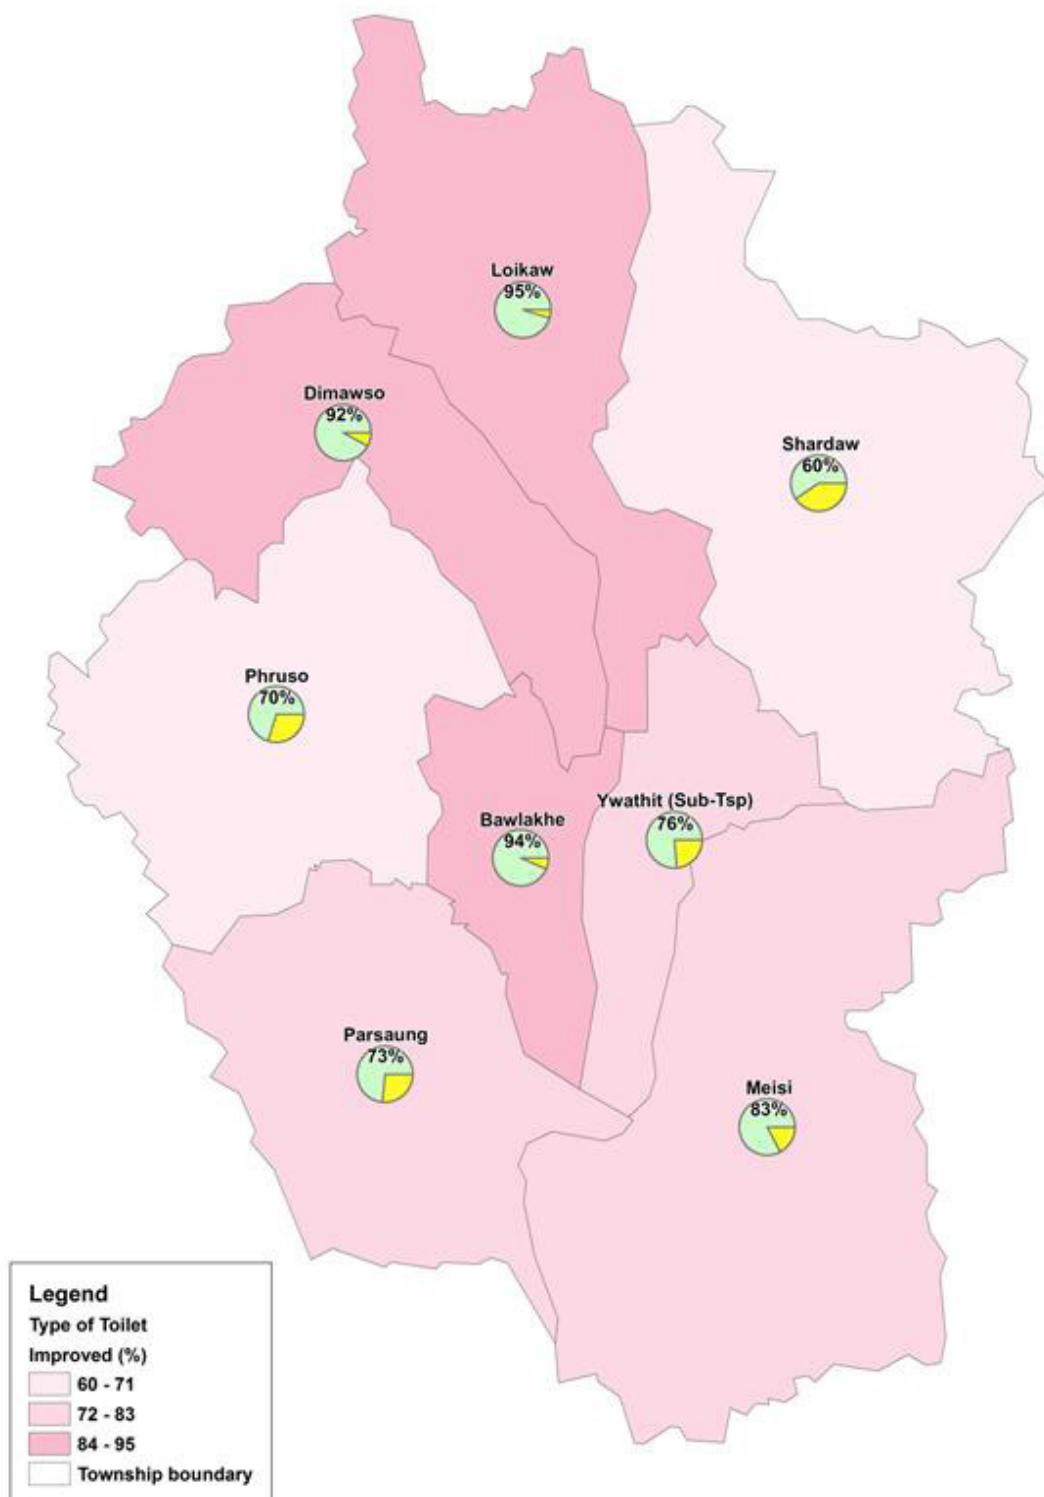 Loikaw
95%
Dimawso
92%
Shardaw
60%
Phruso
70%
Ywathit (Sub-Tsp)
76%
Bawlakhe
94%
Parsaung
73%
Meisi
83%
Legend
Type of Toilet
Improved (%)
60 - 71
72 - 83
84 - 95
Township boundary